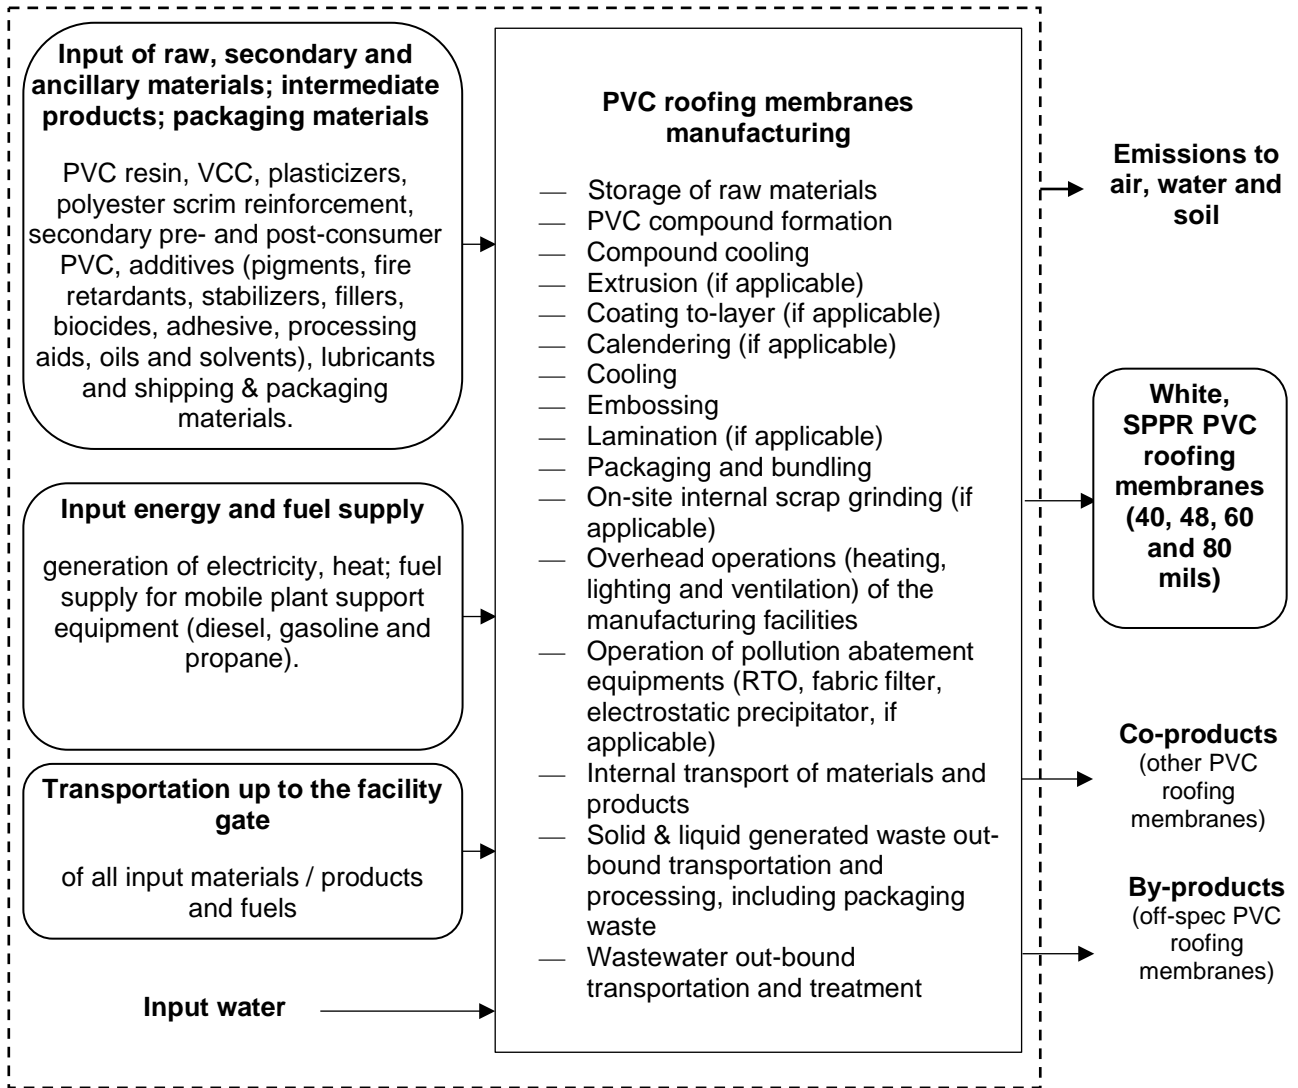 Input of raw, secondary and
ancillary materials; intermediate
products; packaging materials
PVC resin, VCC, plasticizers,
polyester scrim reinforcement,
secondary pre- and post-consumer
PVC, additives (pigments, fire
retardants, stabilizers, fillers,
biocides, adhesive, processing
aids, oils and solvents), lubricants
and shipping & packaging
materials.
Input energy and fuel supply
generation of electricity, heat; fuel
supply for mobile plant support
equipment (diesel, gasoline and
propane).
Transportation up to the facility
gate
of all input materials / products
and fuels
Input water
PVC roofing membranes
manufacturing
— Storage of raw materials
— PVC compound formation
— Compound cooling
— Extrusion (if applicable)
— Coating to-layer (if applicable)
— Calendering (if applicable)
— Cooling
— Embossing
— Lamination (if applicable)
— Packaging and bundling
— On-site internal scrap grinding (if
applicable)
— Overhead operations (heating,
lighting and ventilation) of the
manufacturing facilities
— Operation of pollution abatement
equipments (RTO, fabric filter,
electrostatic precipitator, if
applicable)
— Internal transport of materials and
products
— Solid & liquid generated waste out-
bound transportation and
processing, including packaging
waste
— Wastewater out-bound
transportation and treatment
Emissions to
air, water and
soil
White,
SPPR PVC
roofing
membranes
(40, 48, 60
and 80
mils)
Co-products
(other PVC
roofing
membranes)
By-products
(off-spec PVC
roofing
membranes)